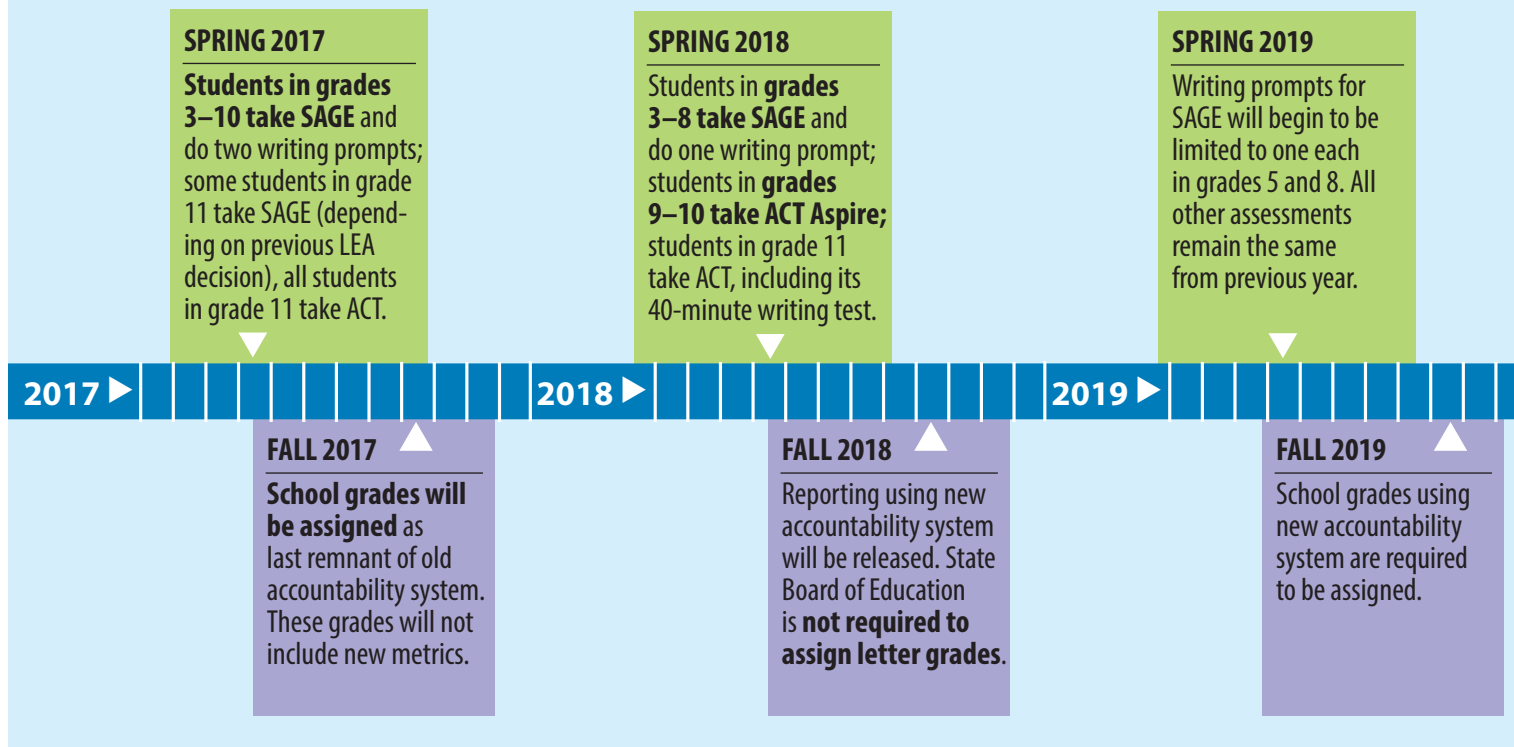 SPRING 2017
Students in grades
3–10 take SAGE and
do two writing prompts;
some students in grade
11 take SAGE (depend-
ing on previous LEA
decision), all students
in grade 11 take ACT.
SPRING 2018
Students in grades
3–8 take SAGE and
do one writing prompt;
students in grades
9–10 take ACT Aspire;
students in grade 11
take ACT, including its
40-minute writing test.
SPRING 2019
Writing prompts for
SAGE will begin to be
limited to one each
in grades 5 and 8. All
other assessments
remain the same
from previous year.
2017
2018
2019
FALL 2017
School grades will
be assigned as
last remnant of old
accountability system.
These grades will not
include new metrics.
FALL 2018
Reporting using new
accountability system
will be released. State
Board of Education
is not required to
assign letter grades.
FALL 2019
School grades using
new accountability
system are required
to be assigned.